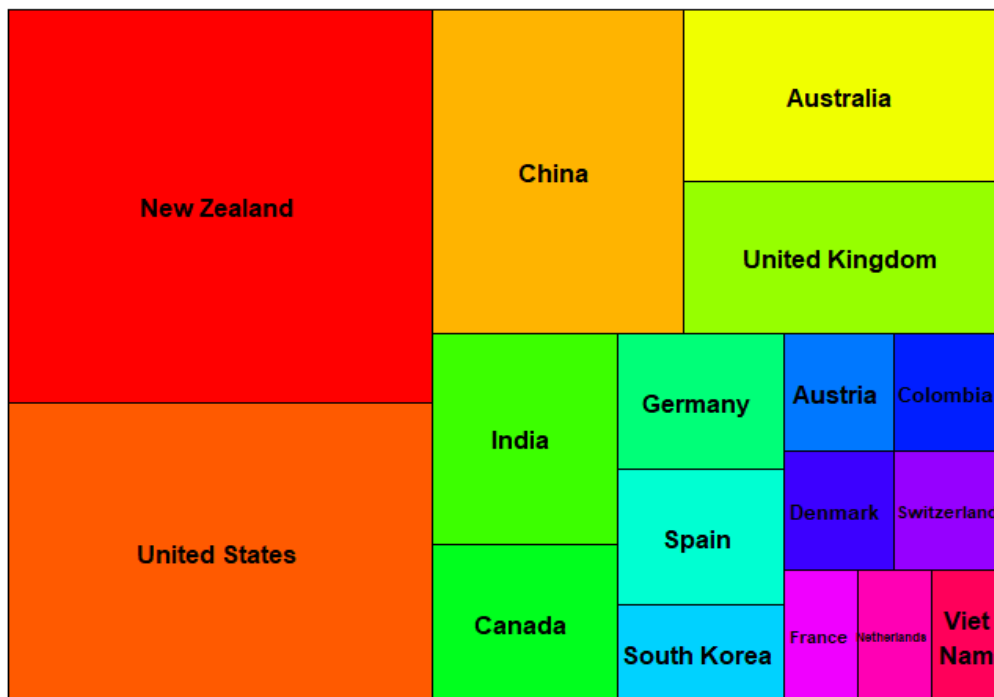 New Zealand
United States
China
Australia
United Kingdom
India
Canada
Germany
Spain
South Korea
Austria
Colombia
Denmark
Switzerland
France
Netherlands
Viet
Nam